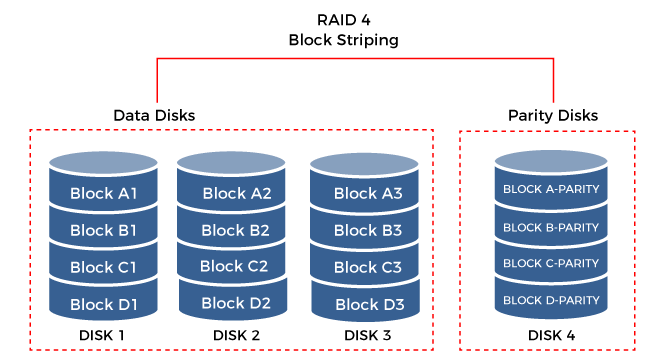 RAID 4
Block Striping
Data Disks
Parity Disks
Block A1
Block A2
Block A3
BLOCK A-PARITY
Block B1
Block B2
Block B3
BLOCK B-PARITY
Block C1
Block C2
Block C3
BLOCK C-PARITY
Block D1
Block D2
Block D3
BLOCK D-PARITY
DISK 1
DISK 2
DISK 3
DISK 4